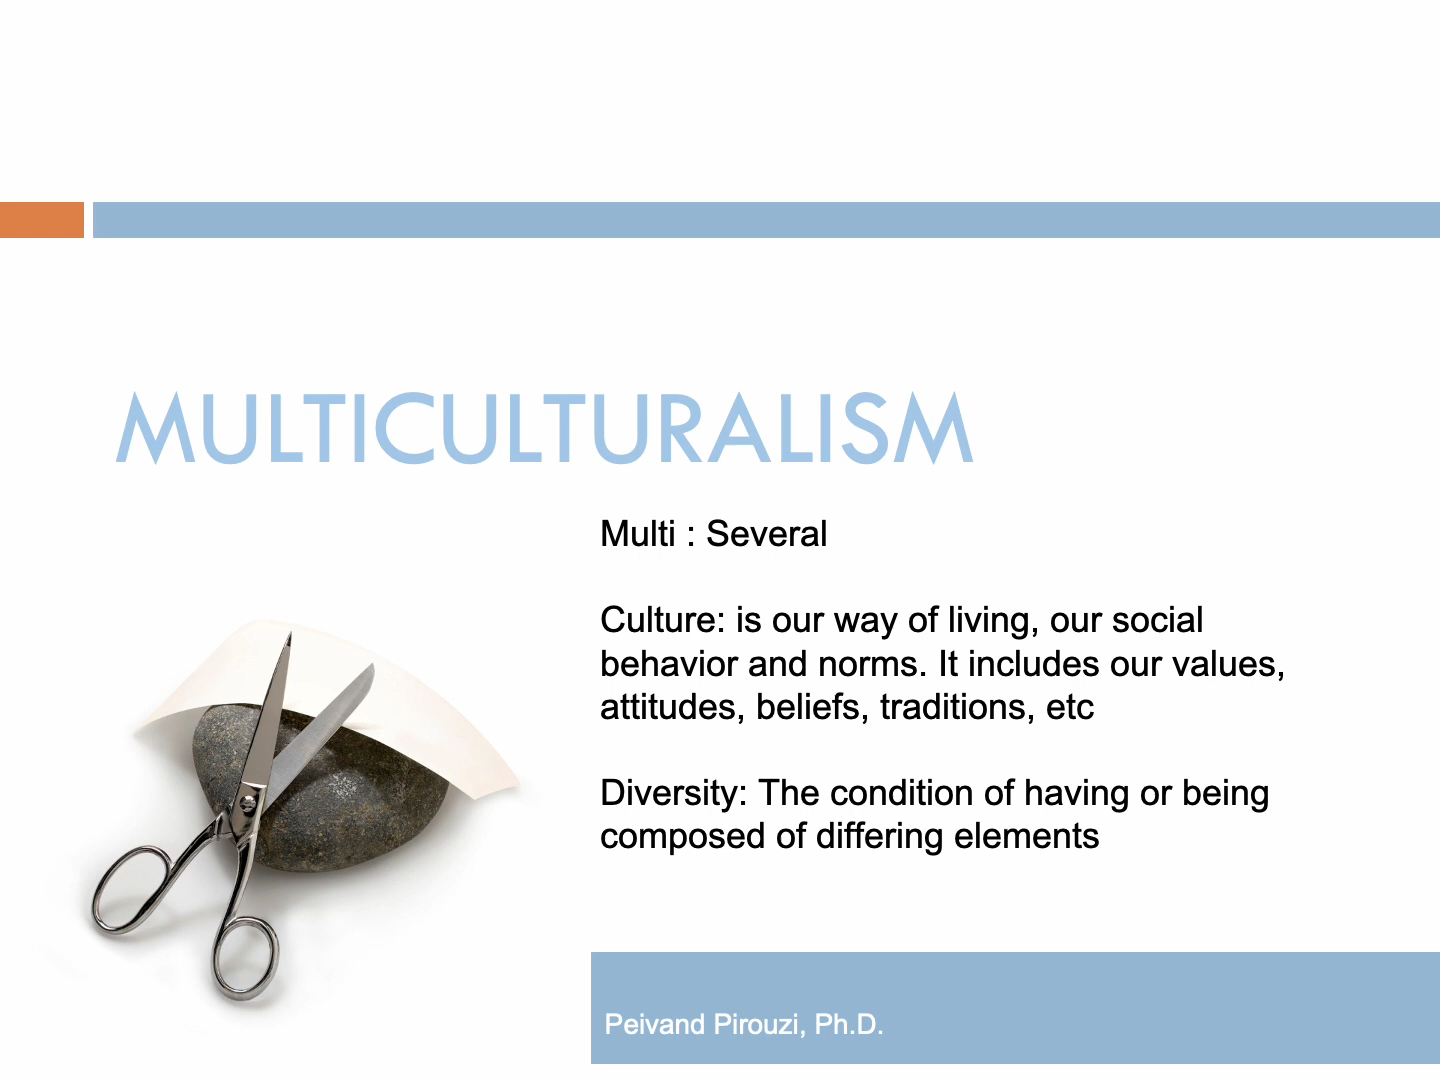 MULTICULTURALISM
Multi : Several
Culture: is our way of living, our social
behavior and norms. It includes our values,
attitudes, beliefs, traditions, etc
Diversity: The condition of having or being
composed of differing elements
Peivand Pirouzi, Ph.D.